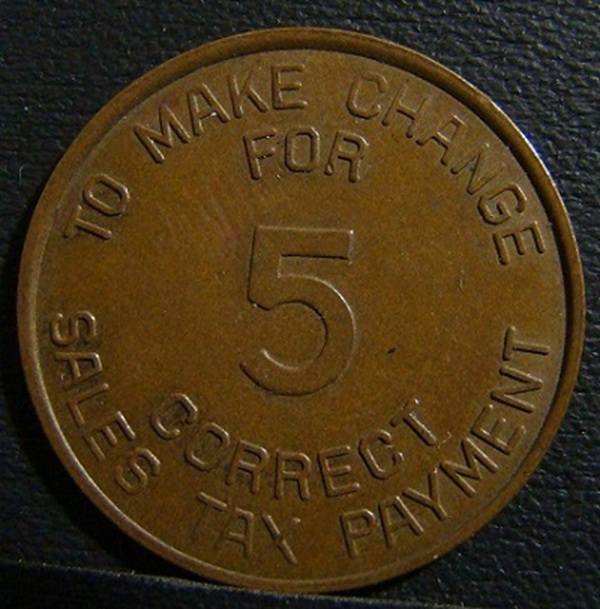 TO MAKE CHANGE
FOR
5
CORRECT
SALES TAX PAYMENT